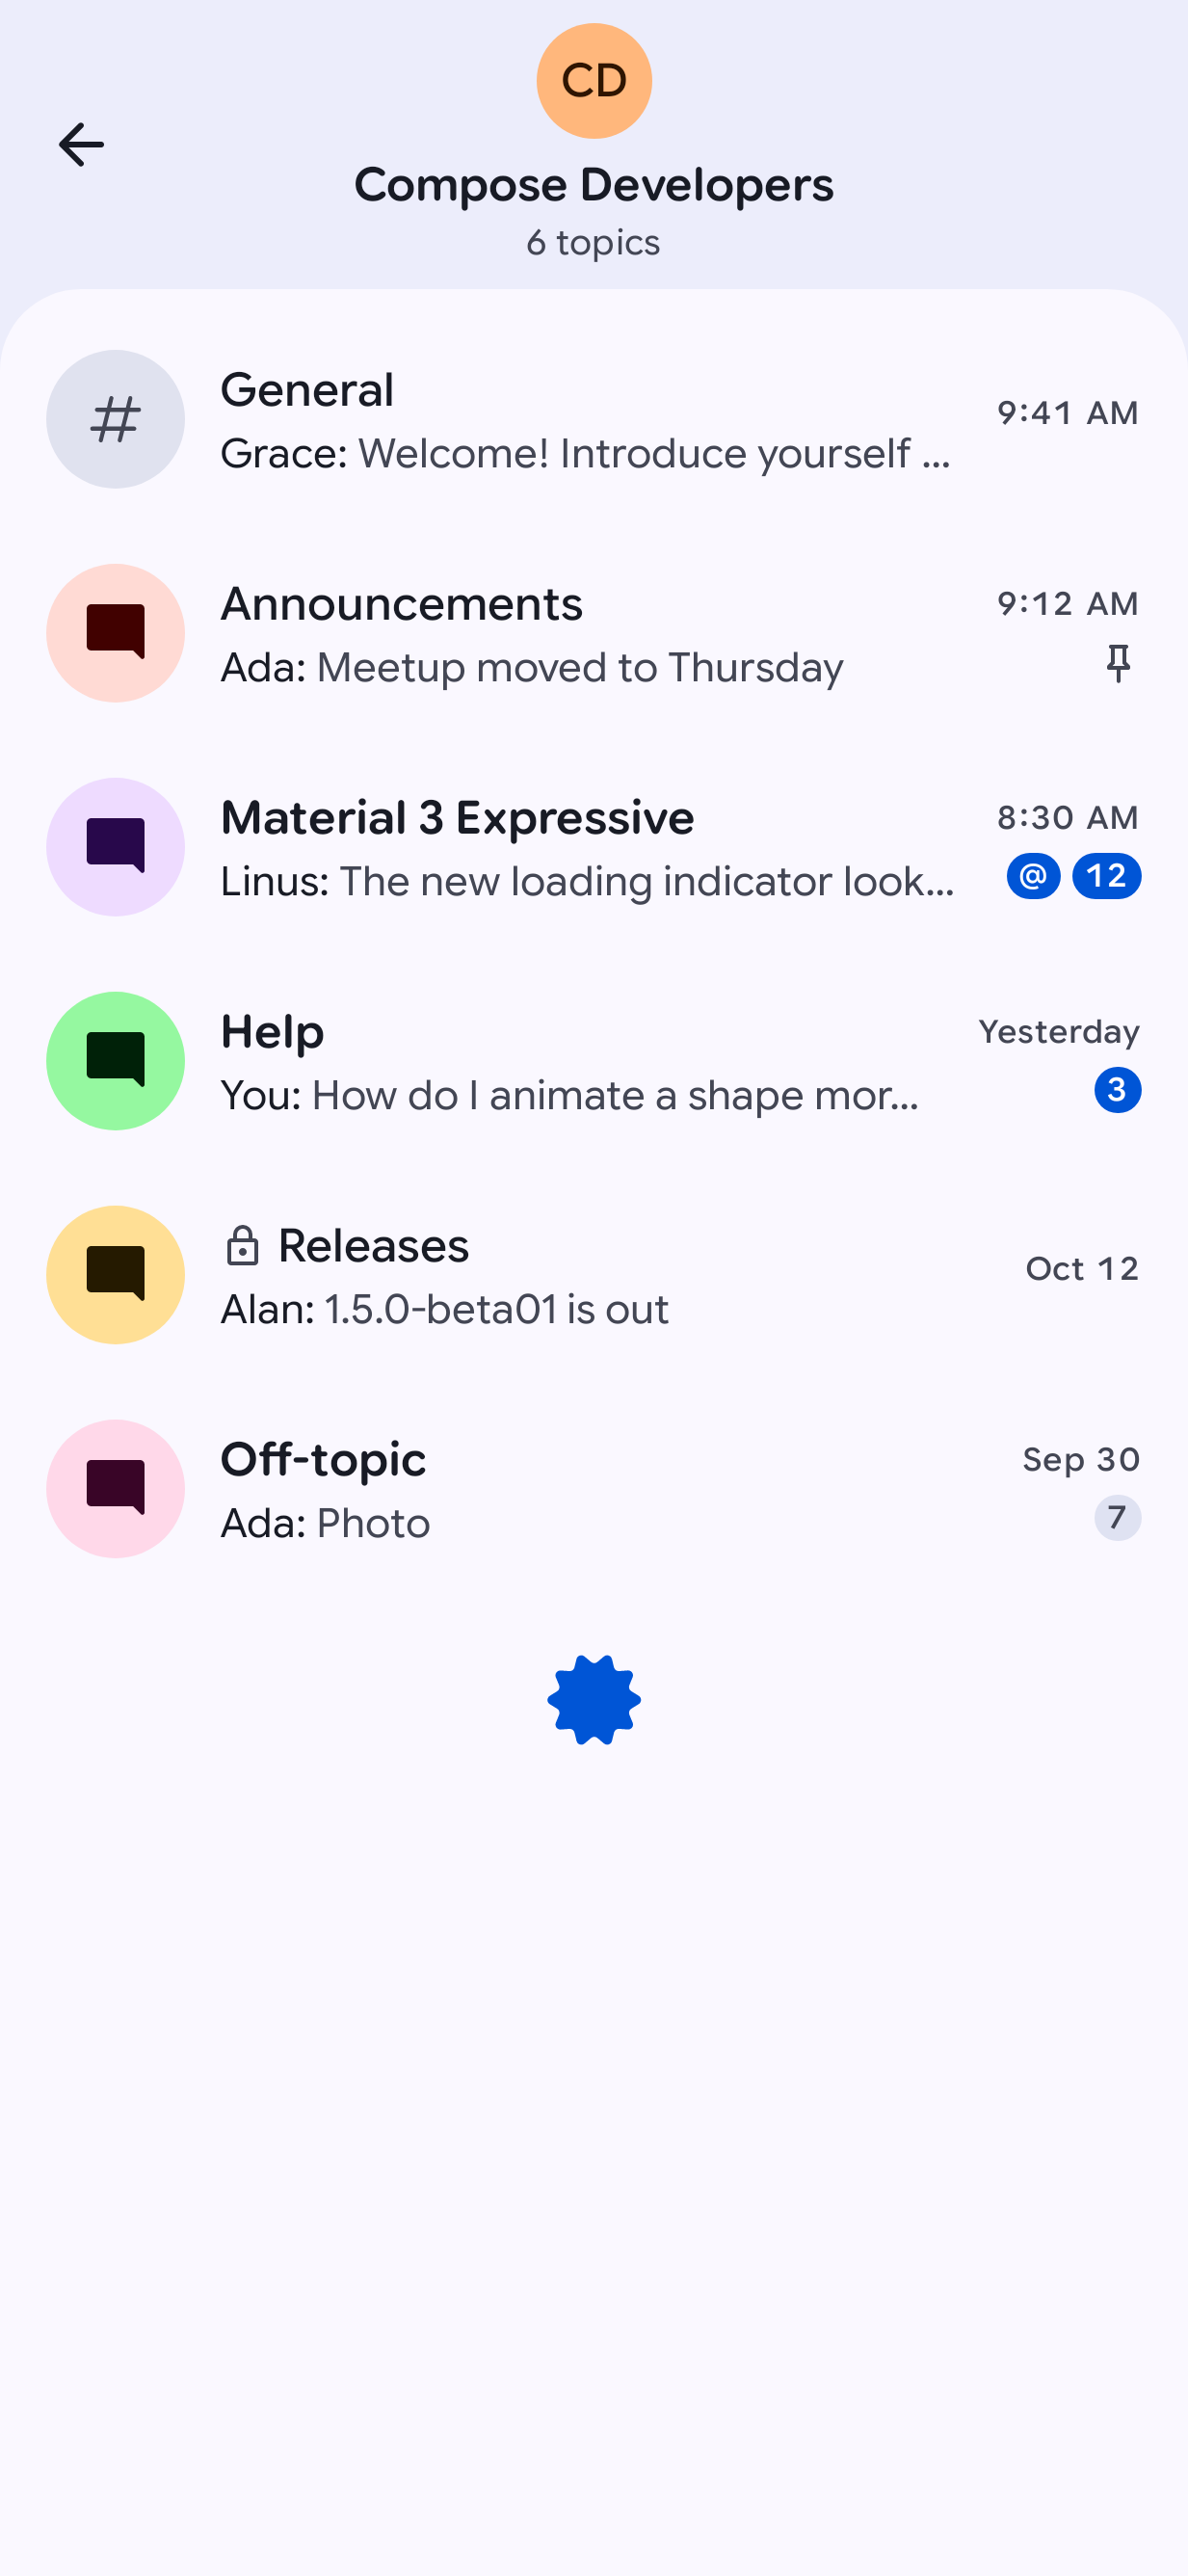 CD
Compose Developers
6 topics
General
9:41 AM
Grace: Welcome! Introduce yourself ...
Announcements
9:12 AM
Ada: Meetup moved to Thursday
Material 3 Expressive
8:30 AM
Linus: The new loading indicator look...
@ 12
Help
Yesterday
You: How do I animate a shape mor...
3
Releases
Oct 12
Alan: 1.5.0-beta01 is out
Off-topic
Sep 30
Ada: Photo
7